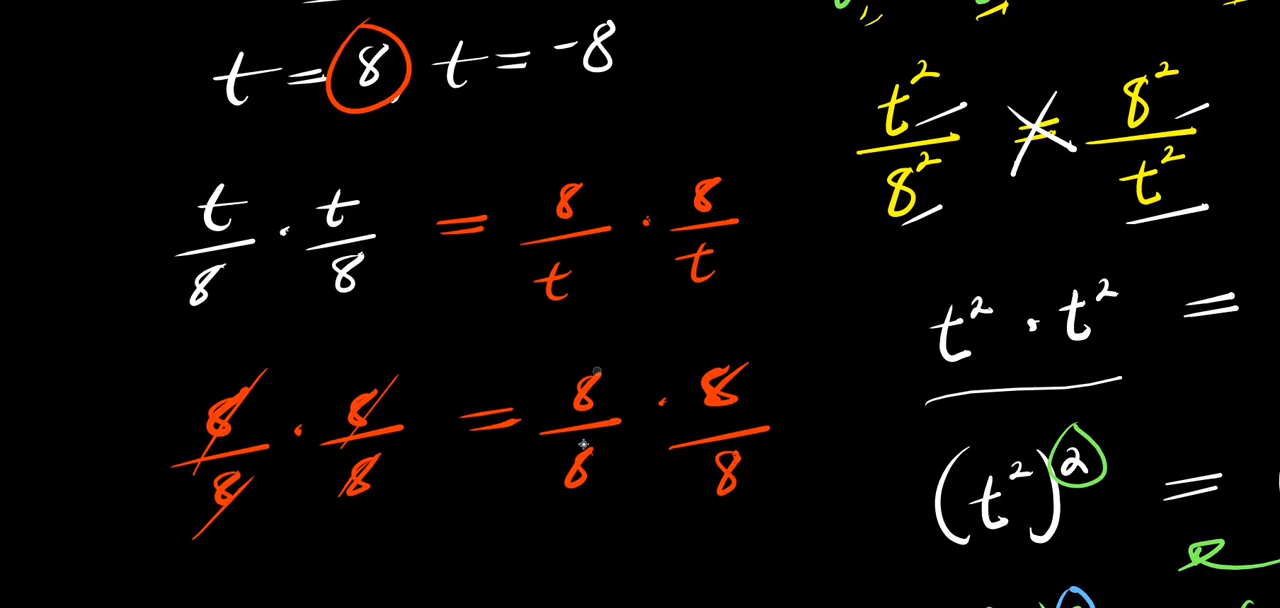 t = 8, t = -8
t/8 · t/8 = 8/t · 8/t
8/8 · 8/8 = 8/8 · 8/8
t²/8² = 8²/t²
t² · t² =
(t²)² =